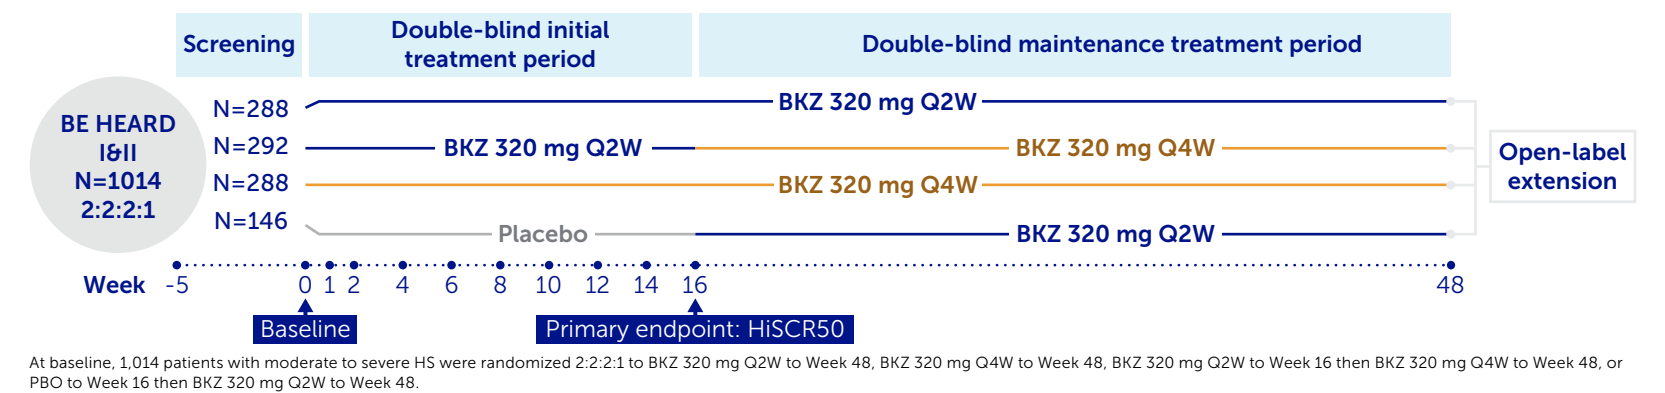 Screening
Double-blind initial
treatment period
Double-blind maintenance treatment period
BE HEARD
I&II
N=1014
2:2:2:1
N=288
BKZ 320 mg Q2W
N=292
BKZ 320 mg Q2W
BKZ 320 mg Q4W
N=288
BKZ 320 mg Q4W
N=146
Placebo
BKZ 320 mg Q2W
Open-label
extension
Week -5 0 1 2 4 6 8 10 12 14 16 48
Baseline
Primary endpoint: HiSCR50
At baseline, 1,014 patients with moderate to severe HS were randomized 2:2:2:1 to BKZ 320 mg Q2W to Week 48, BKZ 320 mg Q4W to Week 48, BKZ 320 mg Q2W to Week 16 then BKZ 320 mg Q4W to Week 48, or
PBO to Week 16 then BKZ 320 mg Q2W to Week 48.